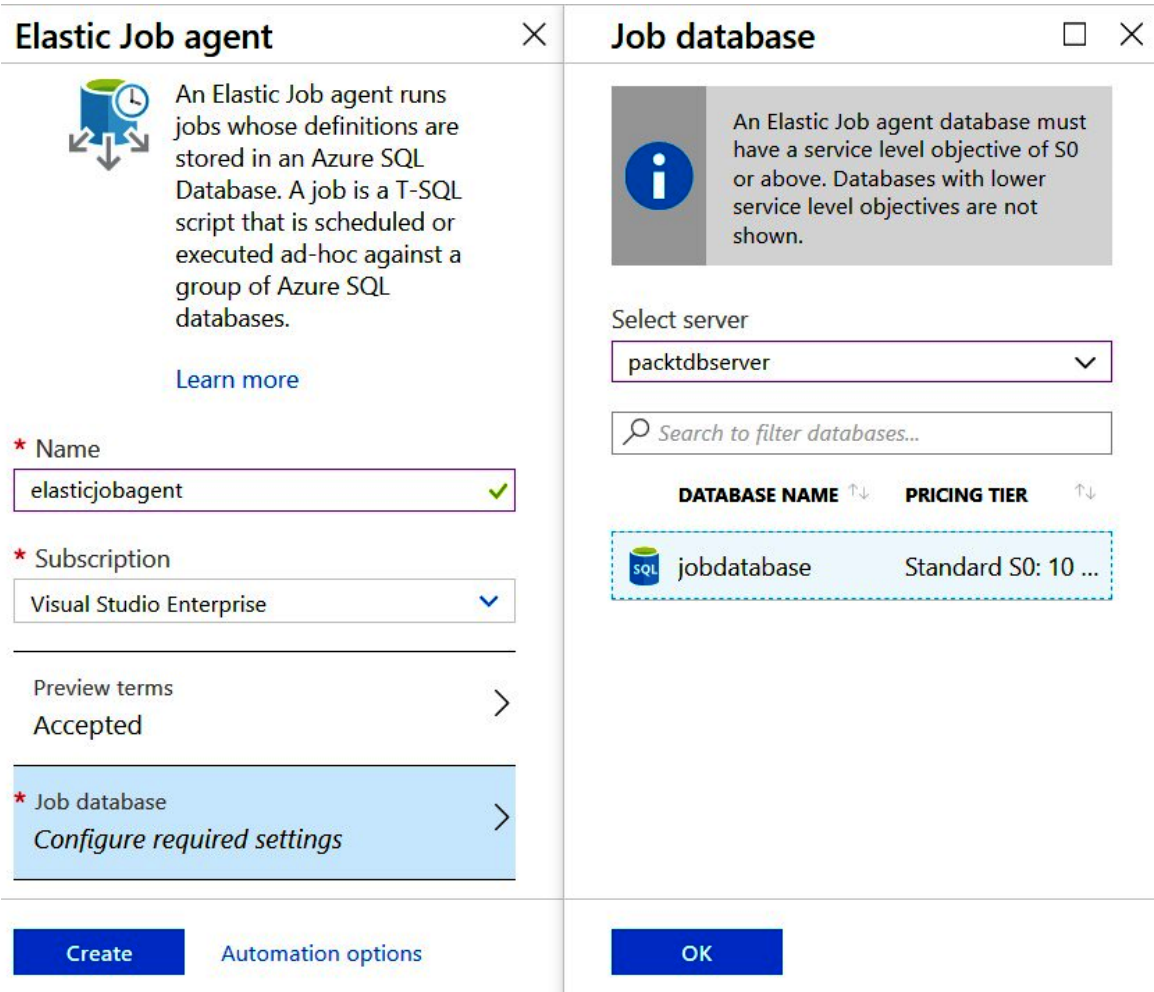 Elastic Job agent
An Elastic Job agent runs
jobs whose definitions are
stored in an Azure SQL
Database. A job is a T-SQL
script that is scheduled or
executed ad-hoc against a
group of Azure SQL
databases.
Learn more
* Name
elasticjobagent
* Subscription
Visual Studio Enterprise
Preview terms
Accepted
* Job database
Configure required settings
Create
Automation options
Job database
An Elastic Job agent database must
have a service level objective of S0
or above. Databases with lower
service level objectives are not
shown.
Select server
packtdbserver
Search to filter databases...
DATABASE NAME PRICING TIER
SQL jobdatabase Standard S0: 10 ...
OK